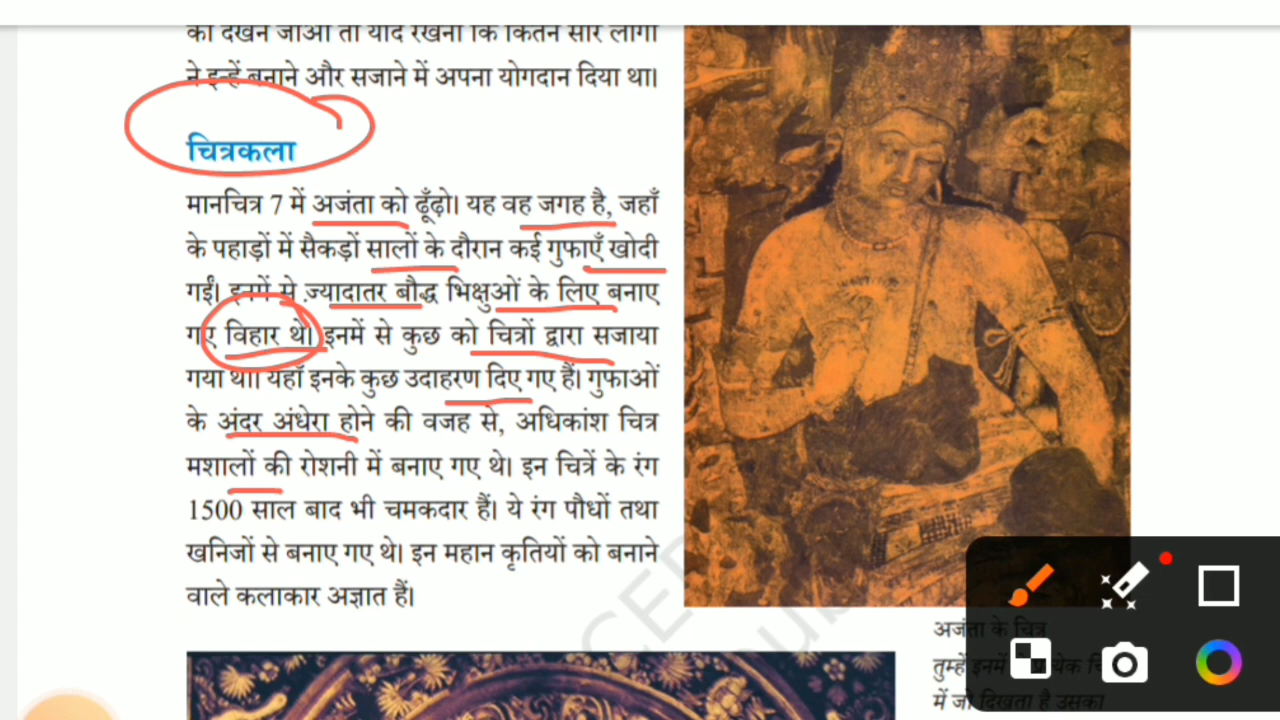 को देखने जाओ तो याद रखना कि कितने सारे लोगों
ने इन्हें बनाने और सजाने में अपना योगदान दिया था।
चित्रकला
मानचित्र 7 में अजंता को ढूँढ़ो। यह वह जगह है, जहाँ
के पहाड़ों में सैकड़ों सालों के दौरान कई गुफाएँ खोदी
गईं। इनमें से ज़्यादातर बौद्ध भिक्षुओं के लिए बनाए
गए विहार थे। इनमें से कुछ को चित्रों द्वारा सजाया
गया था। यहाँ इनके कुछ उदाहरण दिए गए हैं। गुफाओं
के अंदर अंधेरा होने की वजह से, अधिकांश चित्र
मशालों की रोशनी में बनाए गए थे। इन चित्रें के रंग
1500 साल बाद भी चमकदार हैं। ये रंग पौधों तथा
खनिजों से बनाए गए थे। इन महान कृतियों को बनाने
वाले कलाकार अज्ञात हैं।
अजंता के चित्र
तुम्हें इनमें
में जो दिखता है उसका